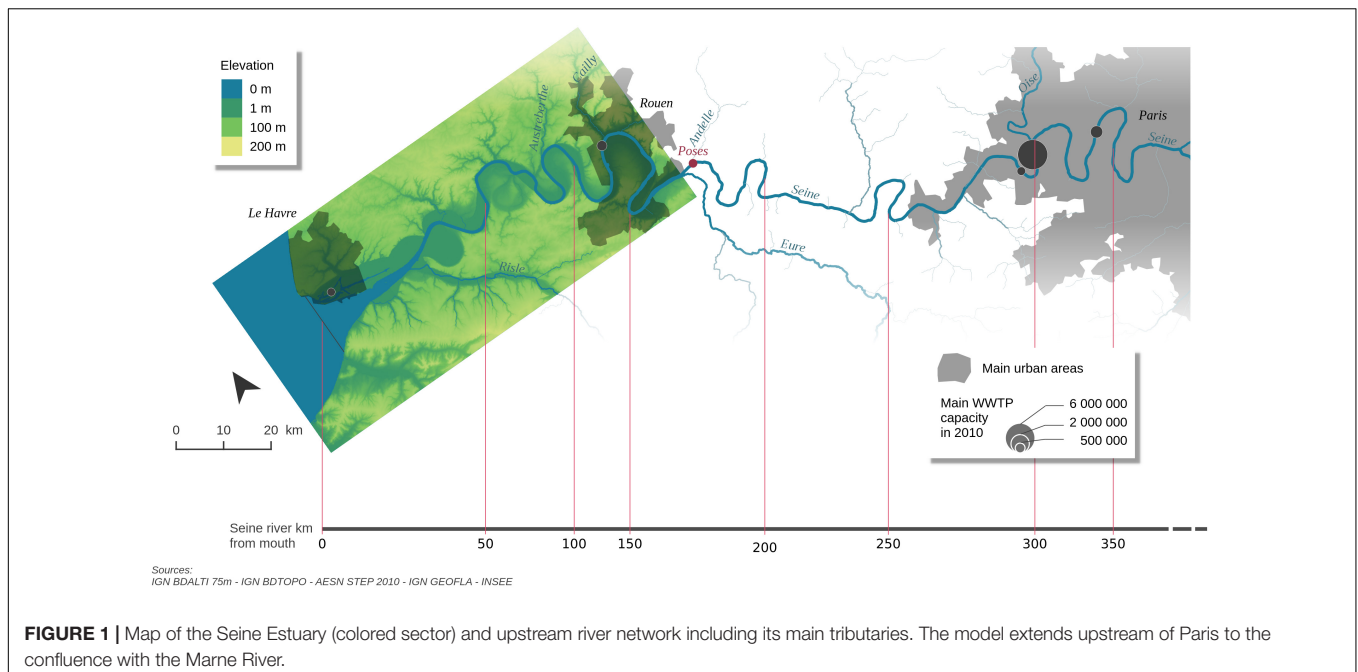 Elevation
0 m
1 m
100 m
200 m
Cailly
Austreberthe
Rouen
Andelle
Poses
Oise
Paris
Seine
Le Havre
Seine
Eure
Risle
Main urban areas
Main WWTP
capacity
in 2010
6 000 000
2 000 000
500 000
0 10 20 km
Seine river km
from mouth
0 50 100 150 200 250 300 350
Sources:
IGN BDALTI 75m - IGN BDTOPO - AESN STEP 2010 - IGN GEOFLA - INSEE
FIGURE 1 | Map of the Seine Estuary (colored sector) and upstream river network including its main tributaries. The model extends upstream of Paris to the
confluence with the Marne River.